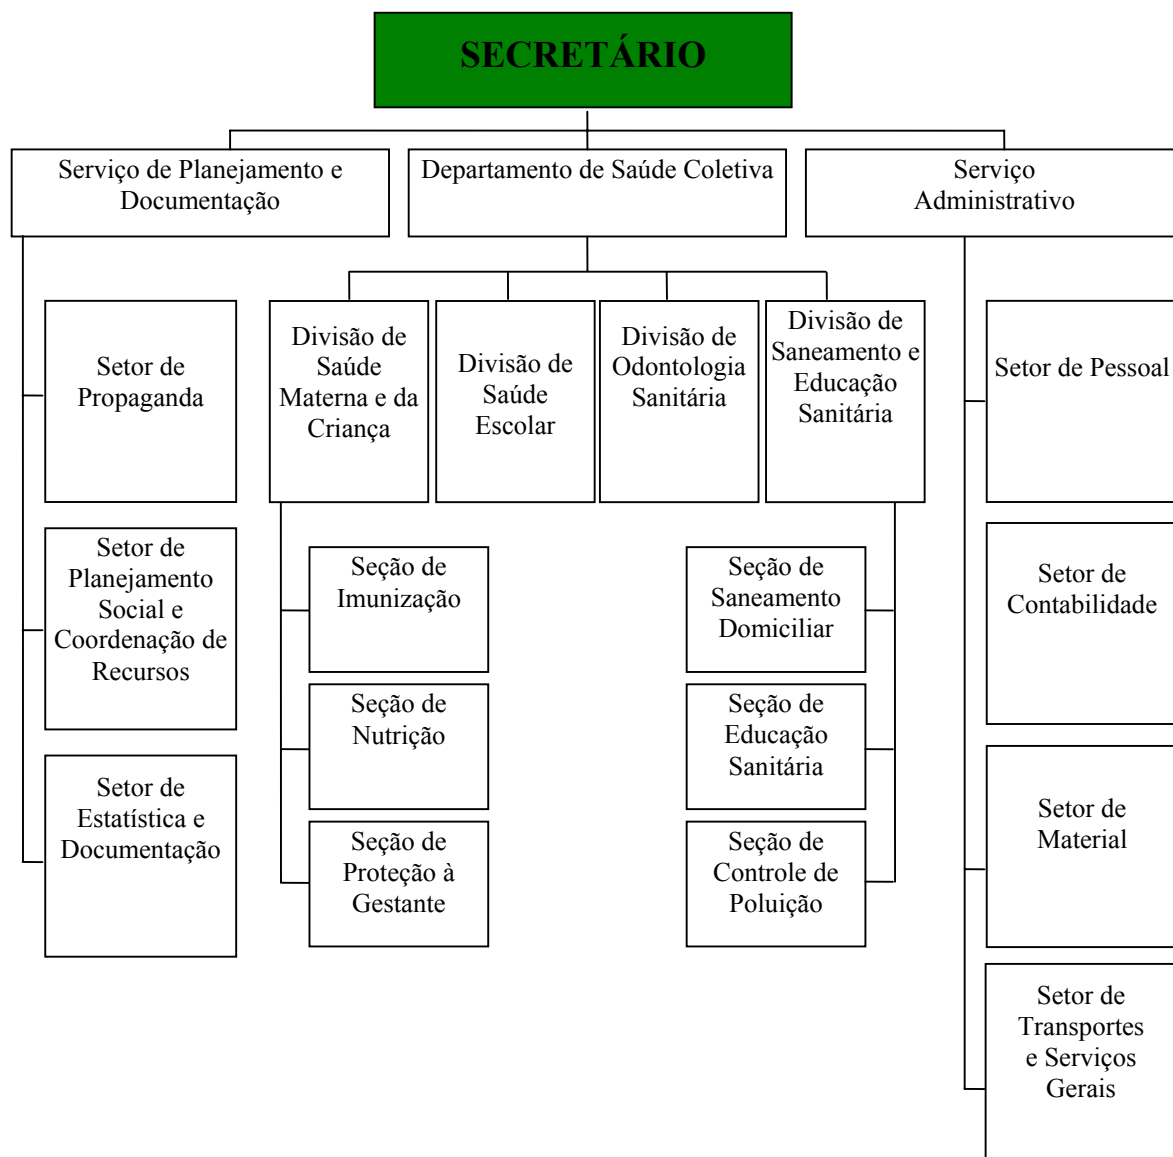 SECRETÁRIO
Serviço de Planejamento e
Documentação
Departamento de Saúde Coletiva
Serviço
Administrativo
Setor de
Propaganda
Divisão de
Saúde
Materna e da
Criança
Divisão de
Saúde
Escolar
Divisão de
Odontologia
Sanitária
Divisão de
Saneamento e
Educação
Sanitária
Setor de Pessoal
Setor de
Planejamento
Social e
Coordenação de
Recursos
Seção de
Imunização
Seção de
Saneamento
Domiciliar
Setor de
Contabilidade
Seção de
Nutrição
Seção de
Educação
Sanitária
Setor de
Estatística e
Documentação
Seção de
Proteção à
Gestante
Seção de
Controle de
Poluição
Setor de
Material
Setor de
Transportes
e Serviços
Gerais